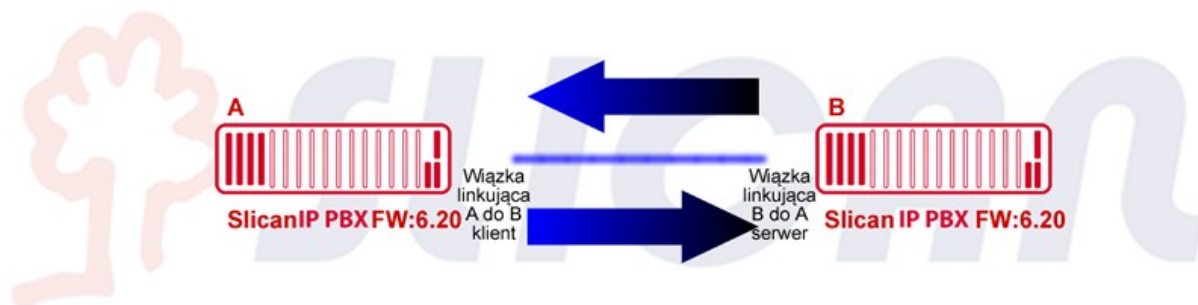 SLICAN
A
B
Wiązka
linkująca
A do B
klient
Wiązka
linkująca
B do A
serwer
SlicanIP PBX FW:6.20
Slican IP PBX FW:6.20